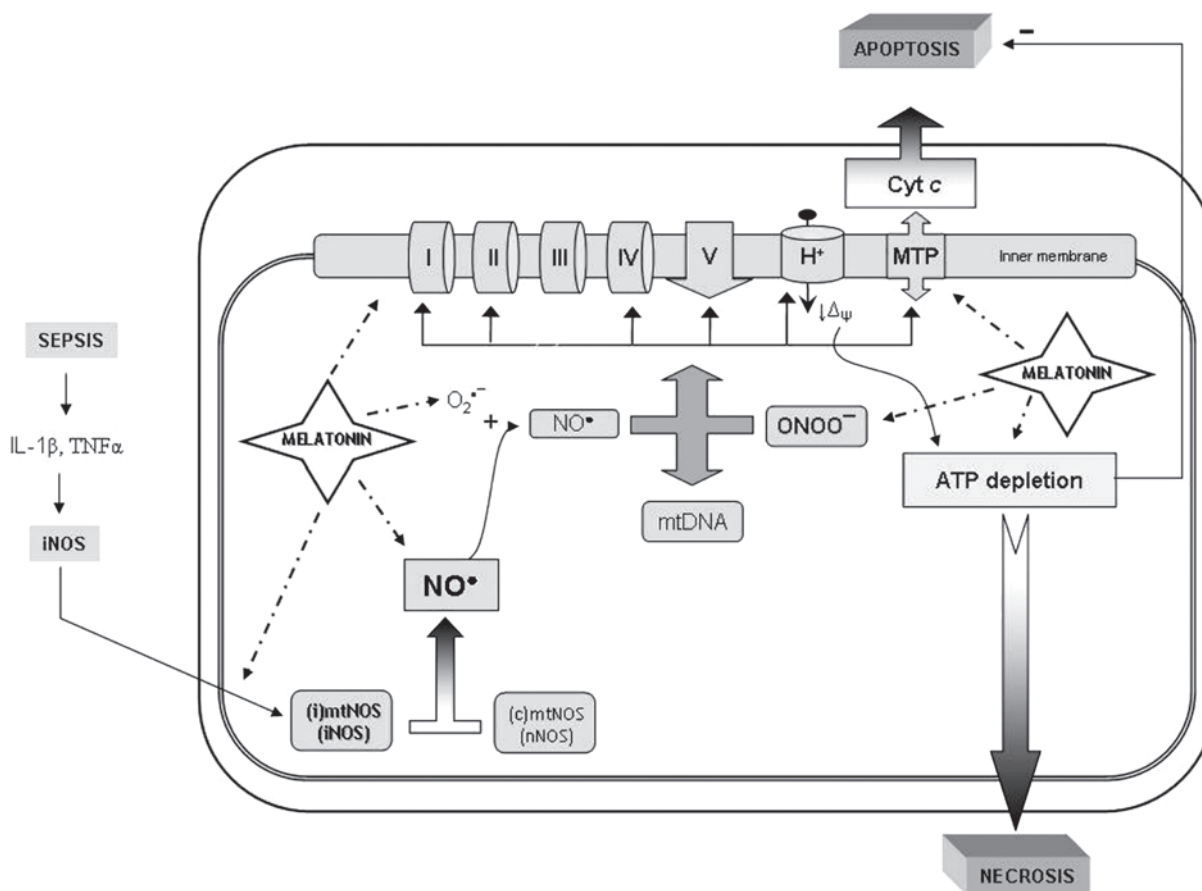 APOPTOSIS
–
Cyt c
I
II
III
IV
V
H⁺
MTP
Inner membrane
↓Δψ
SEPSIS
IL-1β, TNFα
iNOS
MELATONIN
O₂•⁻
+
NO•
ONOO⁻
MELATONIN
ATP depletion
mtDNA
NO•
(i)mtNOS
(iNOS)
(c)mtNOS
(nNOS)
NECROSIS